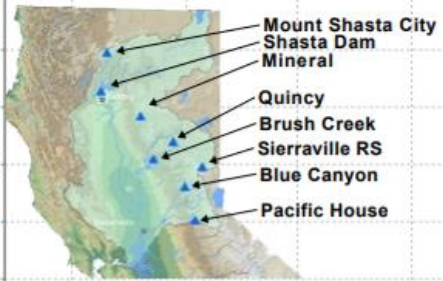 Mount Shasta City
Shasta Dam
Mineral
Quincy
Brush Creek
Sierraville RS
Blue Canyon
Pacific House